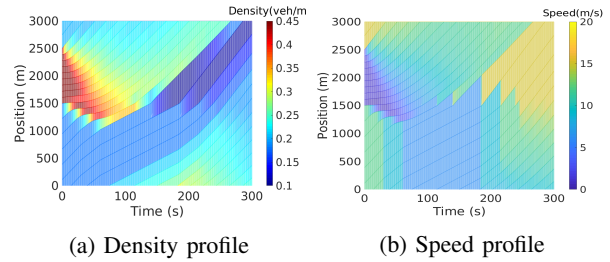 Density(veh/m
3000
2500
2000
1500
1000
500
0
Position (m)
0 100 200 300
Time (s)
0.45
0.4
0.35
0.3
0.25
0.2
0.15
0.1
(a) Density profile
Speed(m/s)
3000
2500
2000
1500
1000
500
0
Position (m)
0 100 200 300
Time (s)
20
15
10
5
0
(b) Speed profile